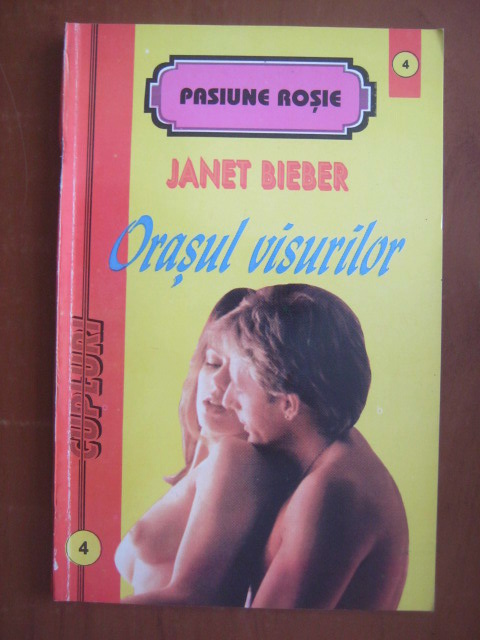 4
PASIUNE ROȘIE
JANET BIEBER
Orașul visurilor
CUPLURI
4